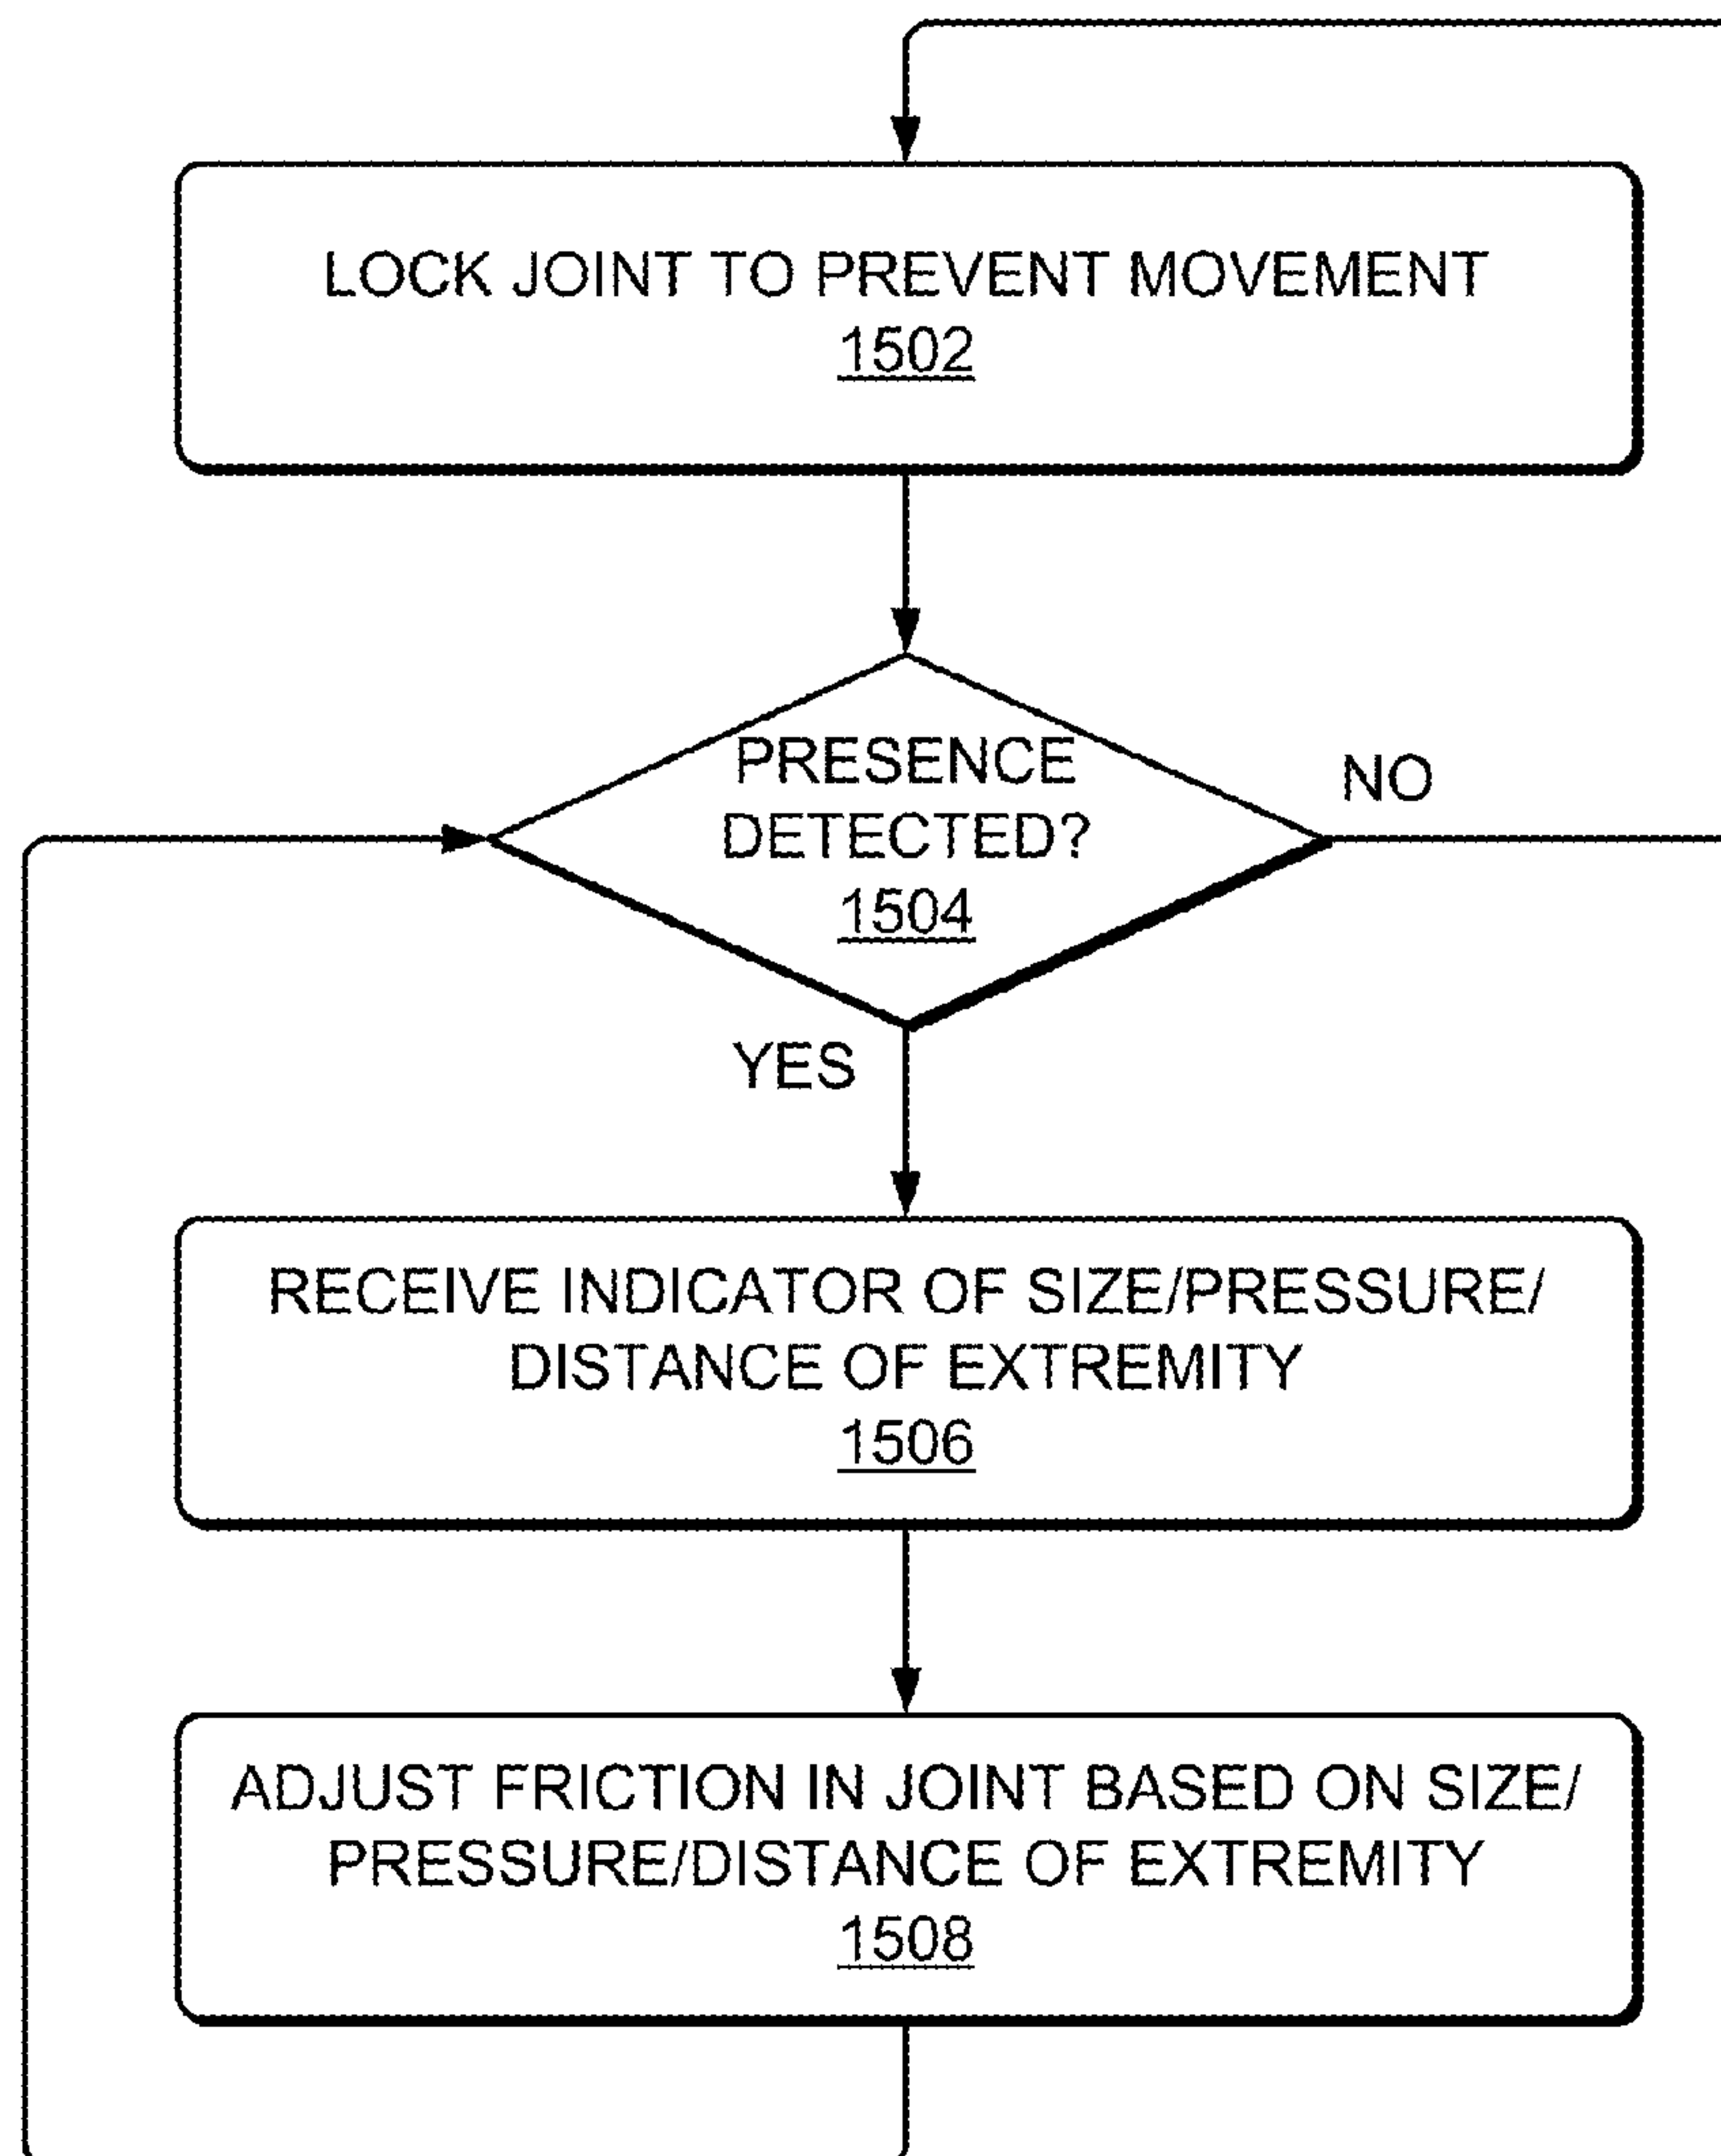 LOCK JOINT TO PREVENT MOVEMENT
1502
PRESENCE
DETECTED?
1504
NO
YES
RECEIVE INDICATOR OF SIZE/PRESSURE/
DISTANCE OF EXTREMITY
1506
ADJUST FRICTION IN JOINT BASED ON SIZE/
PRESSURE/DISTANCE OF EXTREMITY
1508